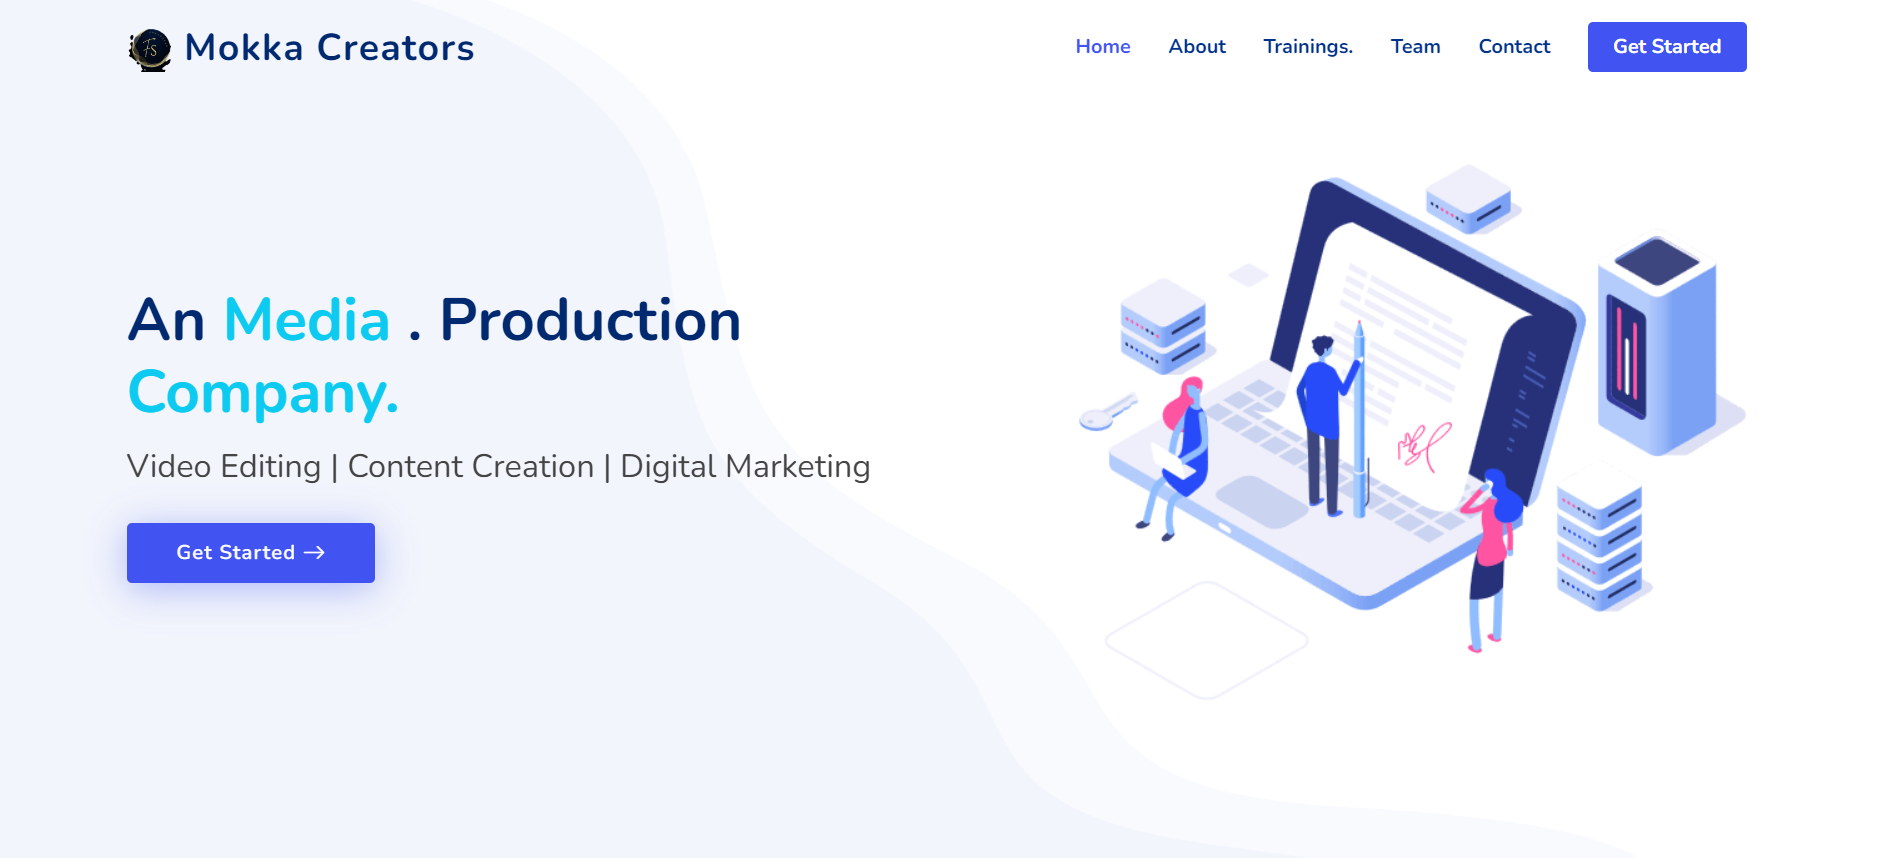 Mokka Creators
Home About Trainings. Team Contact Get Started
An Media . Production
Company.
Video Editing | Content Creation | Digital Marketing
Get Started →